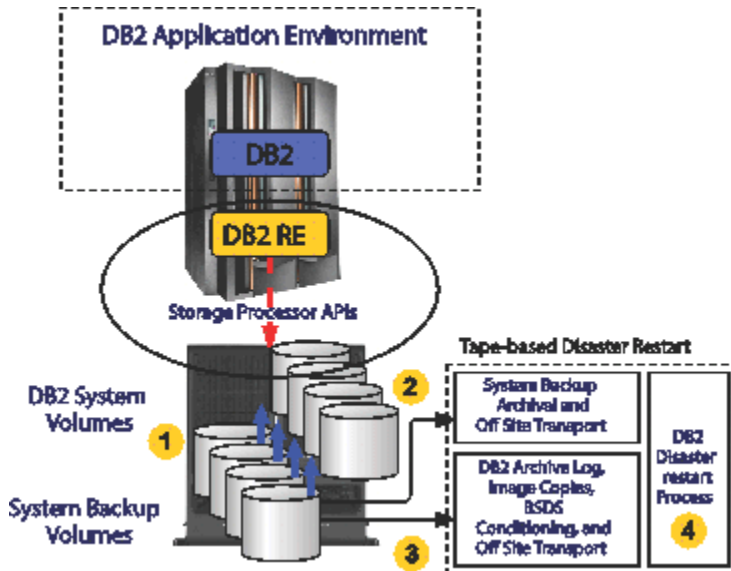 DB2 Application Environment
DB2
DB2 RE
Storage Processor APIs
Tape-based Disaster Restart
DB2 System
Volumes
1
2
System Backup
Archival and
Off Site Transport
System Backup
Volumes
3
DB2 Archive Log,
Image Copies,
BSDS
Conditioning, and
Off Site Transport
DB2
Disaster
restart
Process
4